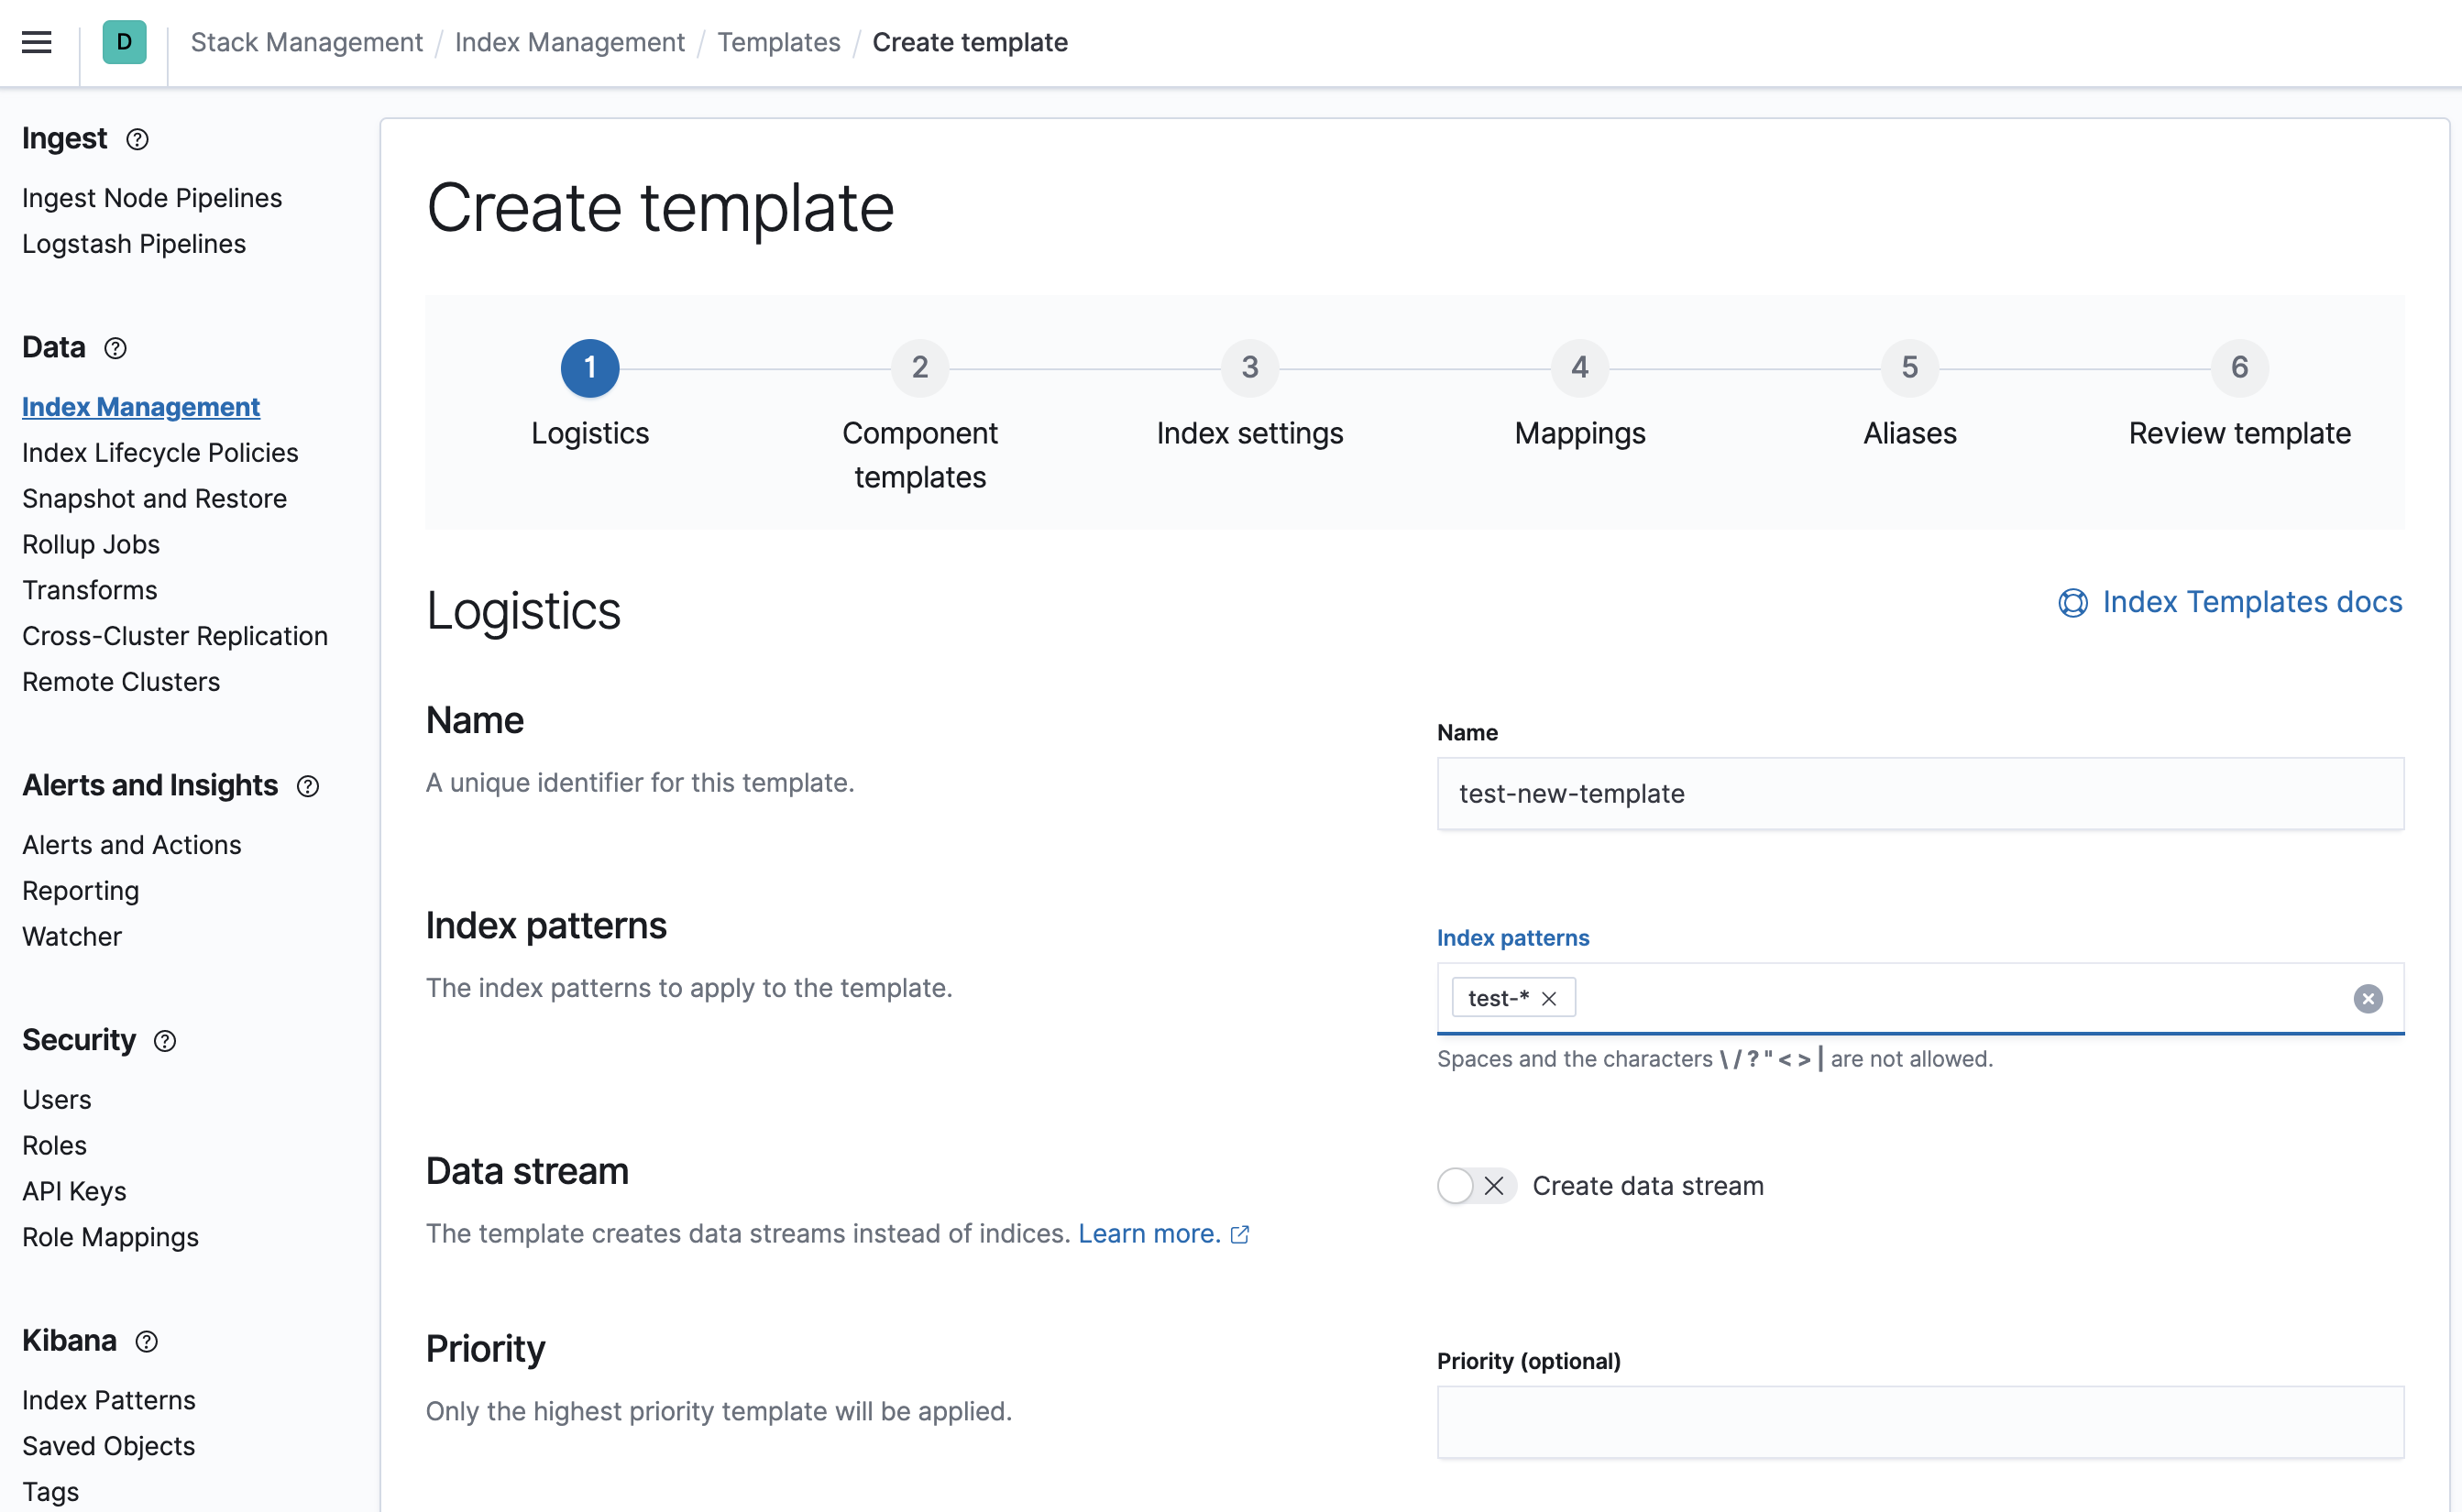 D Stack Management / Index Management / Templates / Create template
Ingest
Ingest Node Pipelines
Logstash Pipelines
Data
Index Management
Index Lifecycle Policies
Snapshot and Restore
Rollup Jobs
Transforms
Cross-Cluster Replication
Remote Clusters
Alerts and Insights
Alerts and Actions
Reporting
Watcher
Security
Users
Roles
API Keys
Role Mappings
Kibana
Index Patterns
Saved Objects
Tags
Create template
1 2 3 4 5 6
Logistics
Component
templates
Index settings
Mappings
Aliases
Review template
Logistics
Index Templates docs
Name
A unique identifier for this template.
Name
test-new-template
Index patterns
The index patterns to apply to the template.
Index patterns
test-*
Spaces and the characters \ / ? " < > | are not allowed.
Data stream
The template creates data streams instead of indices. Learn more.
Create data stream
Priority
Only the highest priority template will be applied.
Priority (optional)